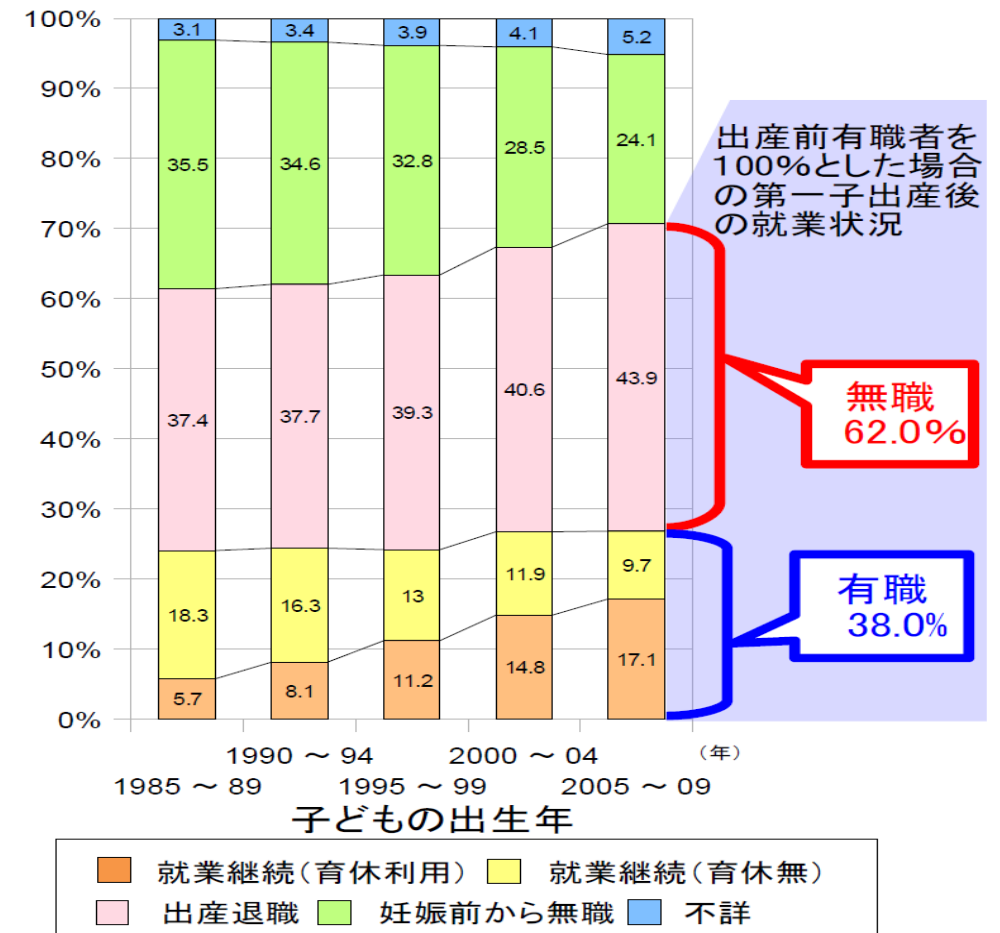 100%
90%
80%
70%
60%
50%
40%
30%
20%
10%
0%
3.1 3.4 3.9 4.1 5.2
35.5 34.6 32.8 28.5 24.1
37.4 37.7 39.3 40.6 43.9
18.3 16.3 13 11.9 9.7
5.7 8.1 11.2 14.8 17.1
出産前有職者を
100%とした場合
の第一子出産後
の就業状況
無職
62.0%
有職
38.0%
1990 ~ 94 2000 ~ 04 (年)
1985 ~ 89 1995 ~ 99 2005 ~ 09
子どもの出生年
就業継続(育休利用) 就業継続(育休無)
出産退職 妊娠前から無職 不詳